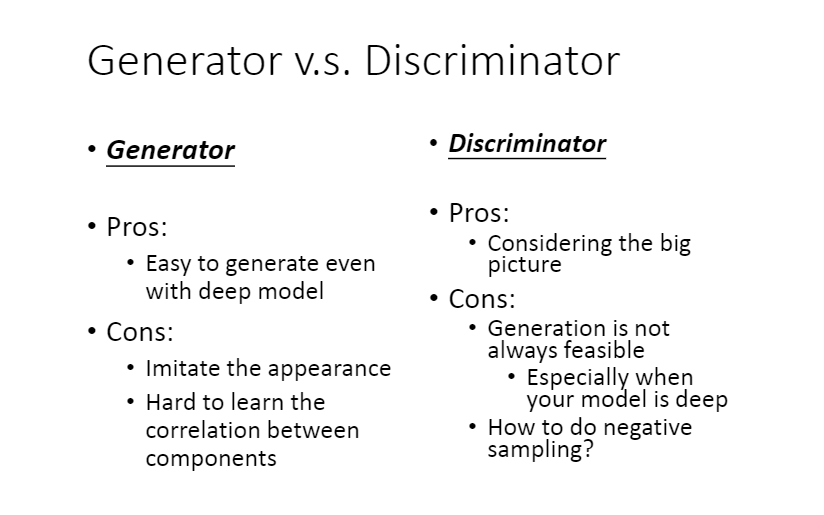 Generator v.s. Discriminator
• Generator
• Pros:
• Easy to generate even
with deep model
• Cons:
• Imitate the appearance
• Hard to learn the
correlation between
components
• Discriminator
• Pros:
• Considering the big
picture
• Cons:
• Generation is not
always feasible
• Especially when
your model is deep
• How to do negative
sampling?